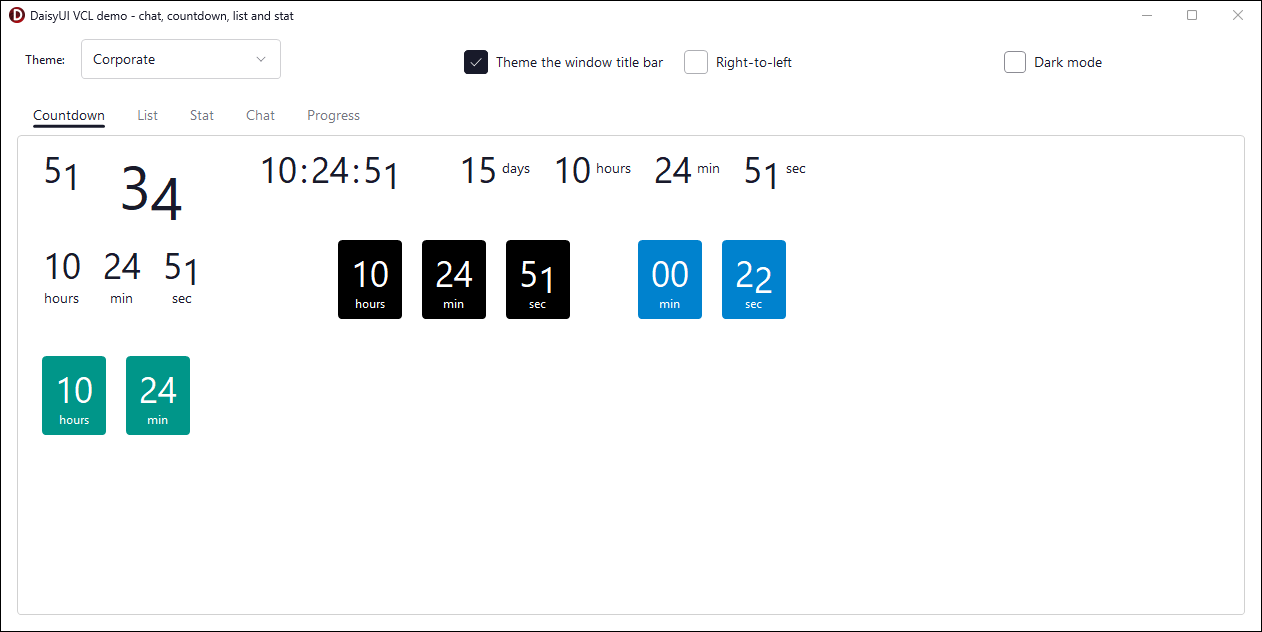 DaisyUI VCL demo - chat, countdown, list and stat
Theme: Corporate Theme the window title bar Right-to-left Dark mode
Countdown List Stat Chat Progress
51 34 10:24:51 15 days 10 hours 24 min 51 sec
10 24 51
hours min sec
10 24 51 00 22
hours min sec min sec
10 24
hours min